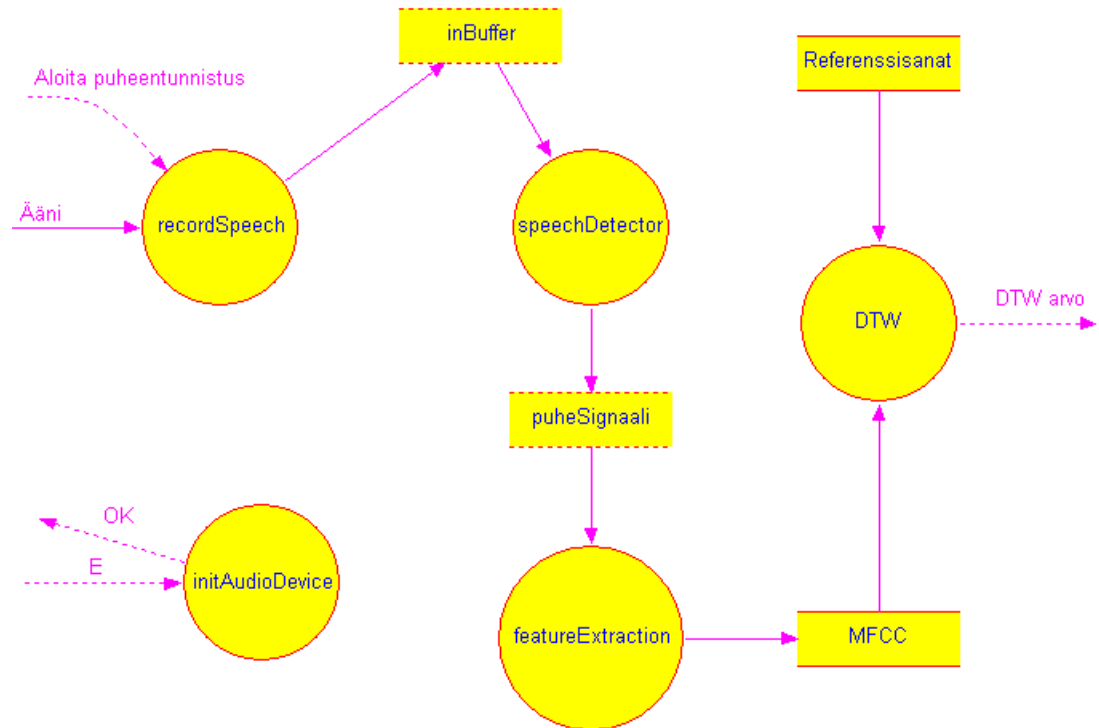 inBuffer
Referenssisanat
Aloita puheentunnistus
Ääni
recordSpeech
speechDetector
DTW
DTW arvo
puheSignaali
OK
E
initAudioDevice
featureExtraction
MFCC